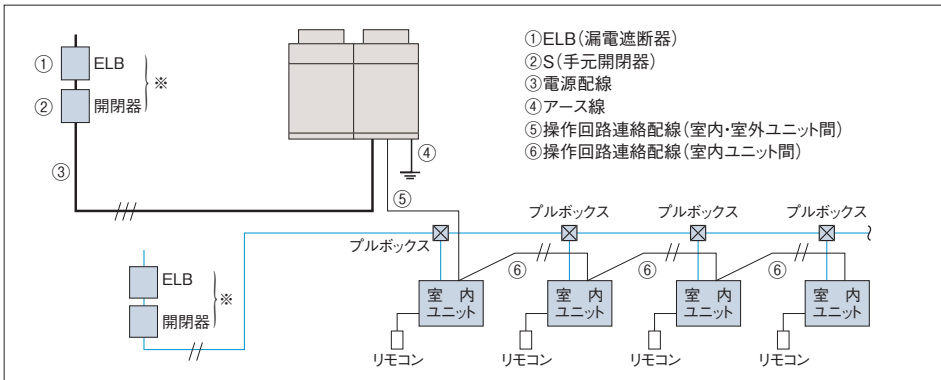 ① ELB
② 開閉器
※
①ELB(漏電遮断器)
②S(手元開閉器)
③電源配線
④アース線
⑤操作回路連絡配線(室内・室外ユニット間)
⑥操作回路連絡配線(室内ユニット間)
③
④
⑤
プルボックス
プルボックス
プルボックス
プルボックス
ELB
開閉器
※
⑥
⑥
⑥
室 内
ユニット
室 内
ユニット
室 内
ユニット
室 内
ユニット
リモコン
リモコン
リモコン
リモコン